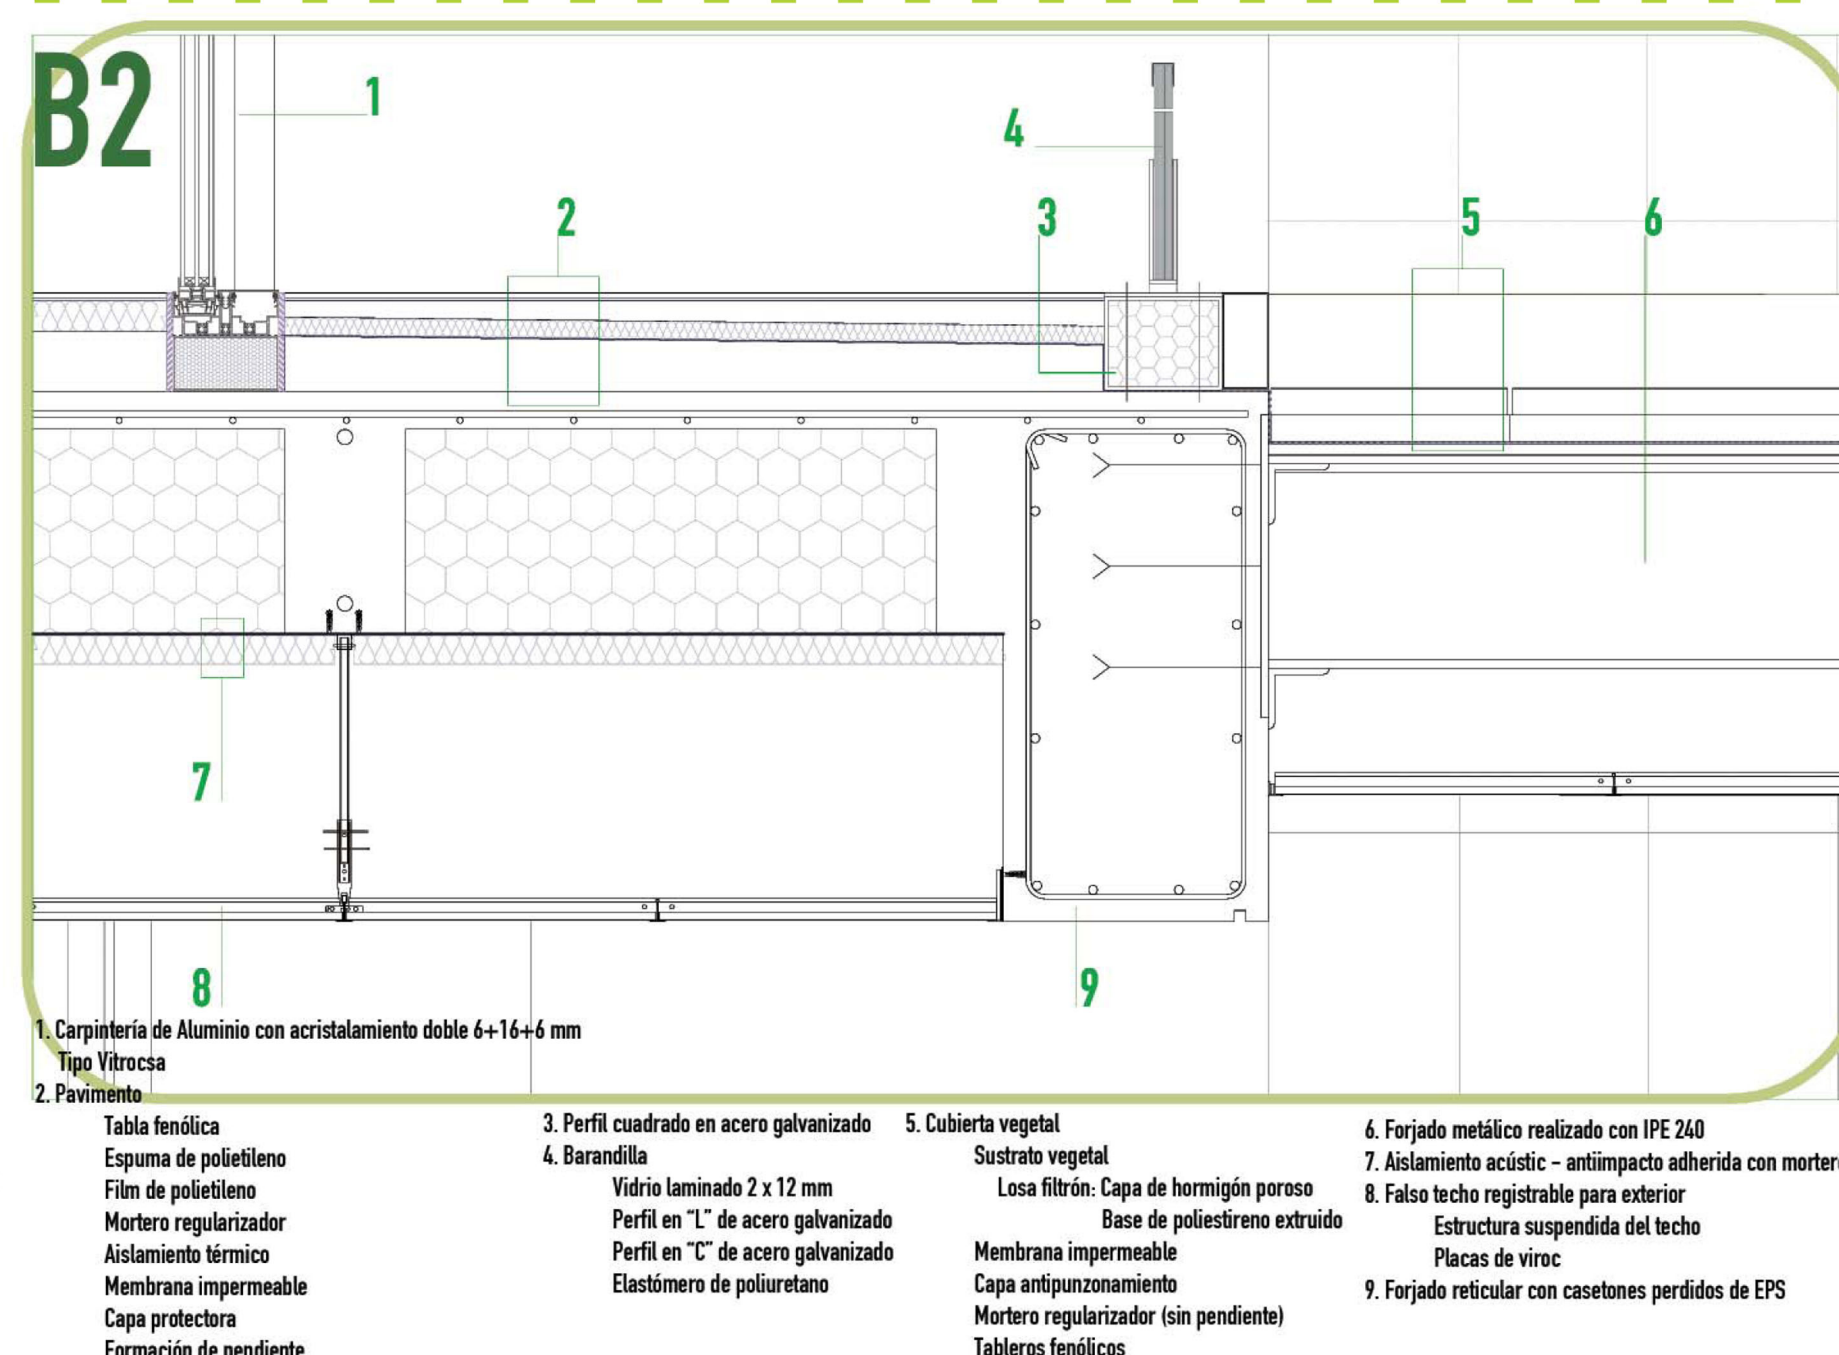 B2
1
2
3
4
5
6
7
8
9
1. Carpintería de Aluminio con acristalamiento doble 6+16+6 mm
Tipo Vitrocsa
2. Pavimento
Tabla fenólica
Espuma de polietileno
Film de polietileno
Mortero regularizador
Aislamiento térmico
Membrana impermeable
Capa protectora
Formación de pendiente
3. Perfil cuadrado en acero galvanizado
4. Barandilla
Vidrio laminado 2 x 12 mm
Perfil en “L” de acero galvanizado
Perfil en “C” de acero galvanizado
Elastómero de poliuretano
5. Cubierta vegetal
Sustrato vegetal
Losa filtrón: Capa de hormigón poroso
Base de poliestireno extruido
Membrana impermeable
Capa antipunzonamiento
Mortero regularizador (sin pendiente)
Tableros fenólicos
6. Forjado metálico realizado con IPE 240
7. Aislamiento acústic - antiimpacto adherida con mortero
8. Falso techo registrable para exterior
Estructura suspendida del techo
Placas de viroc
9. Forjado reticular con casetones perdidos de EPS